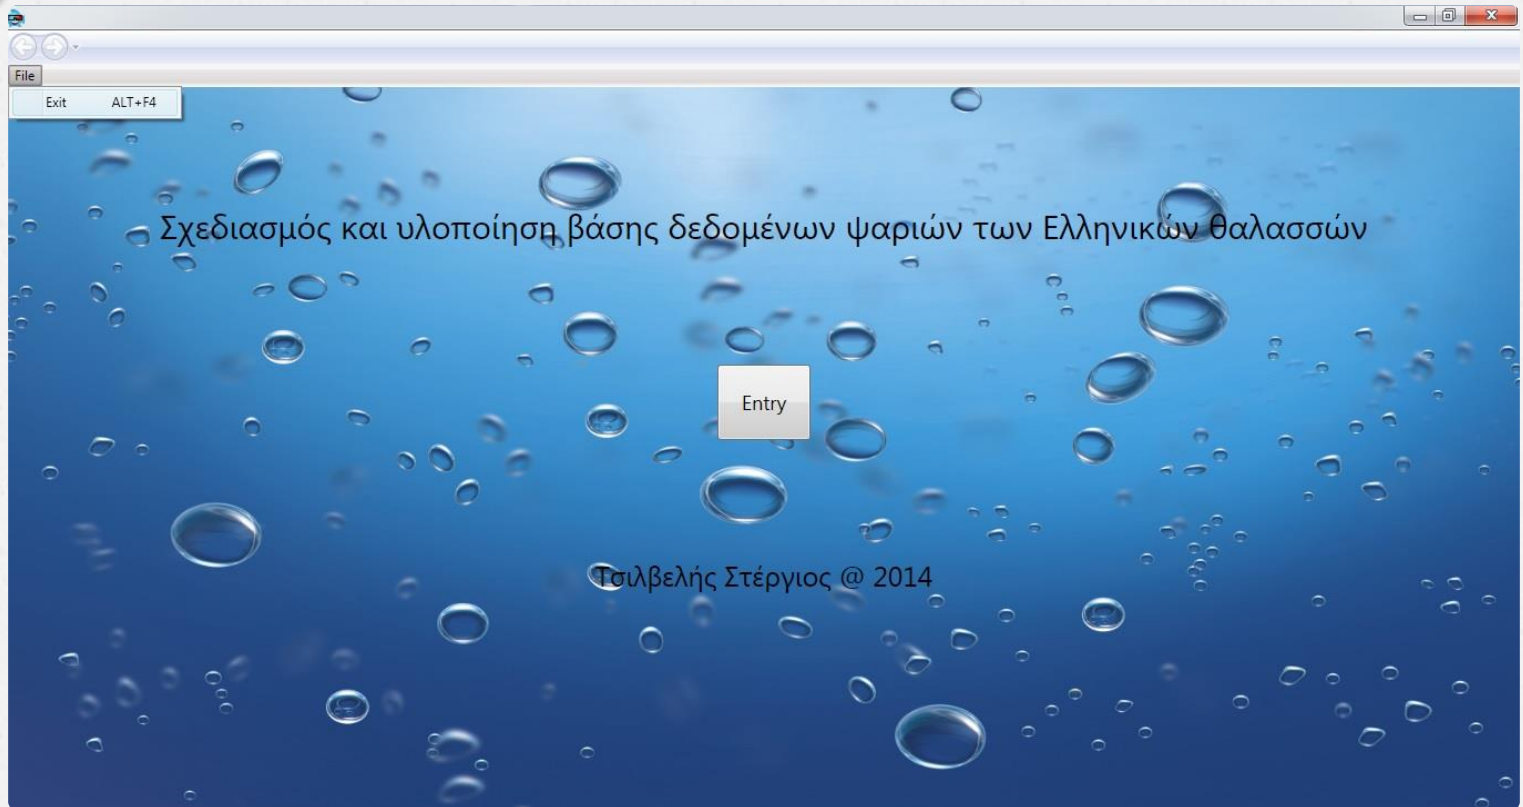 File
Exit ALT+F4
Σχεδιασμός και υλοποίηση βάσης δεδομένων ψαριών των Ελληνικών θαλασσών
Entry
Τσιλβελής Στέργιος @ 2014